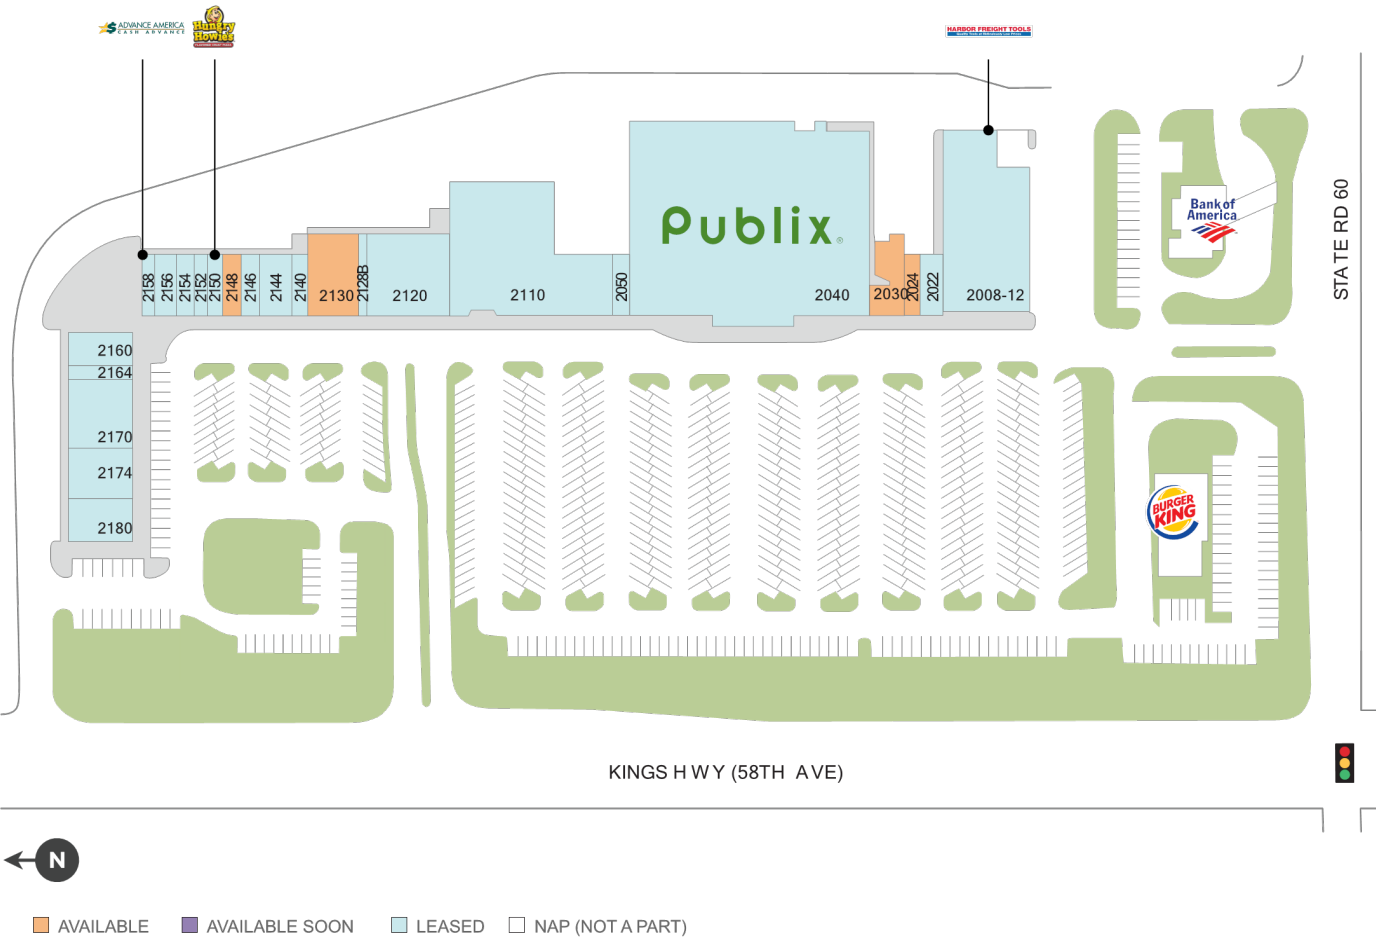 ADVANCE AMERICA
CASH ADVANCE
Hungry
Howie's
HARBOR FREIGHT TOOLS
STATE RD 60
Bank of
America
Publix
2158
2156
2154
2152
2150
2148
2146
2144
2140
2130
2128B
2120
2110
2050
2040
2030
2024
2022
2008-12
2160
2164
2170
2174
2180
BURGER
KING
KINGS HWY (58TH AVE)
N
AVAILABLE
AVAILABLE SOON
LEASED
NAP (NOT A PART)